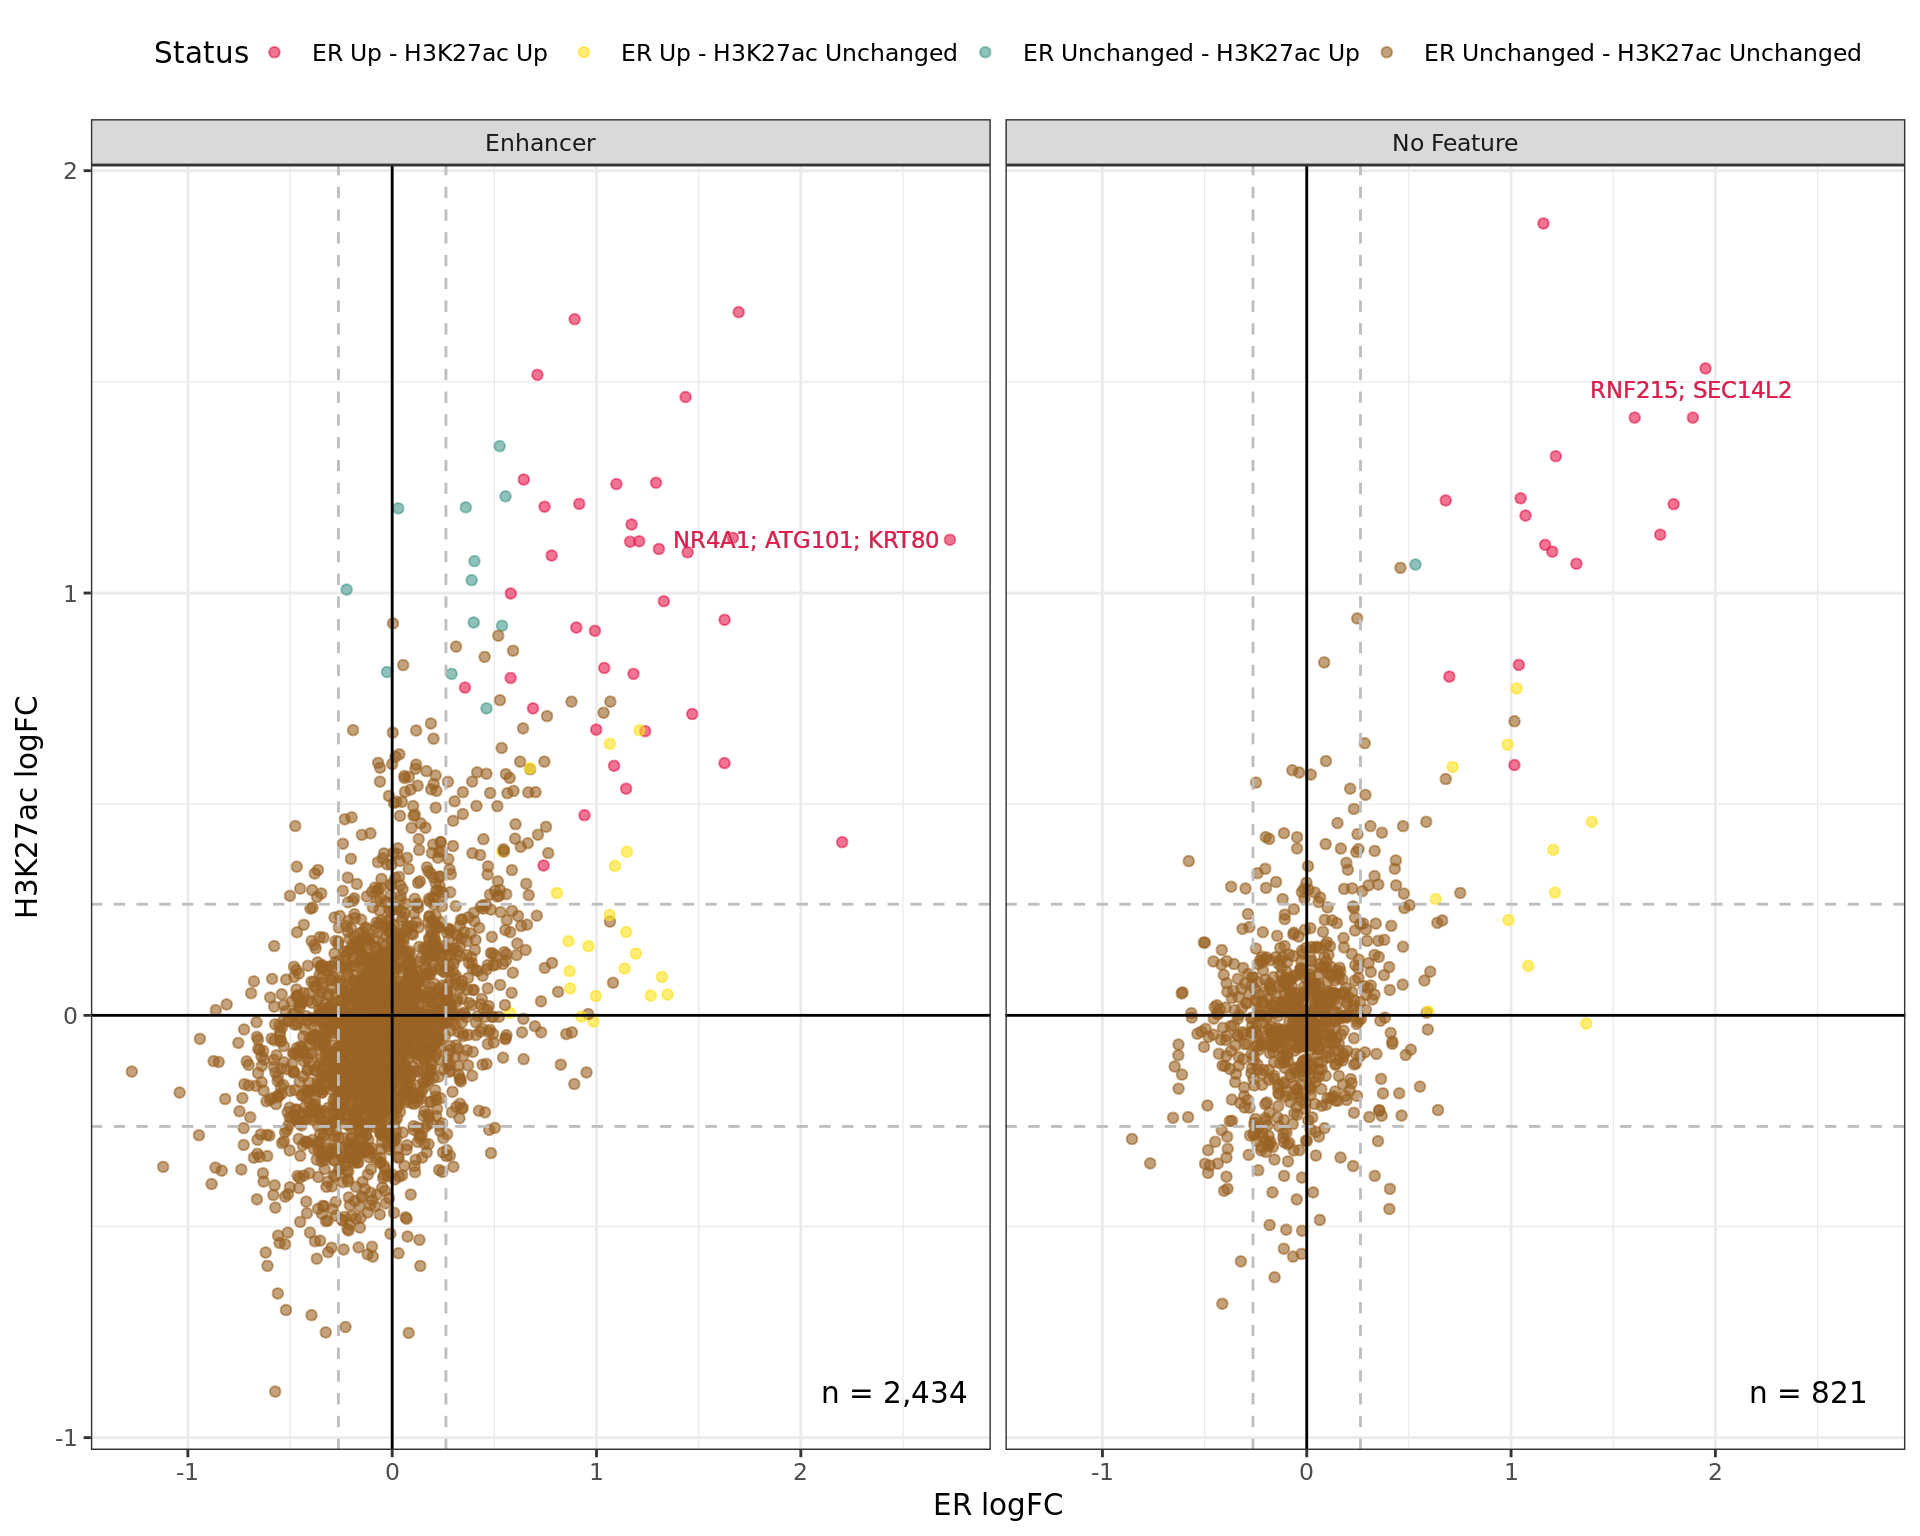 Status ER Up - H3K27ac Up ER Up - H3K27ac Unchanged ER Unchanged - H3K27ac Up ER Unchanged - H3K27ac Unchanged
Enhancer
No Feature
H3K27ac logFC
2
1
0
-1
NR4A1; ATG101; KRT80
n = 2,434
RNF215; SEC14L2
n = 821
-1 0 1 2
-1 0 1 2
ER logFC